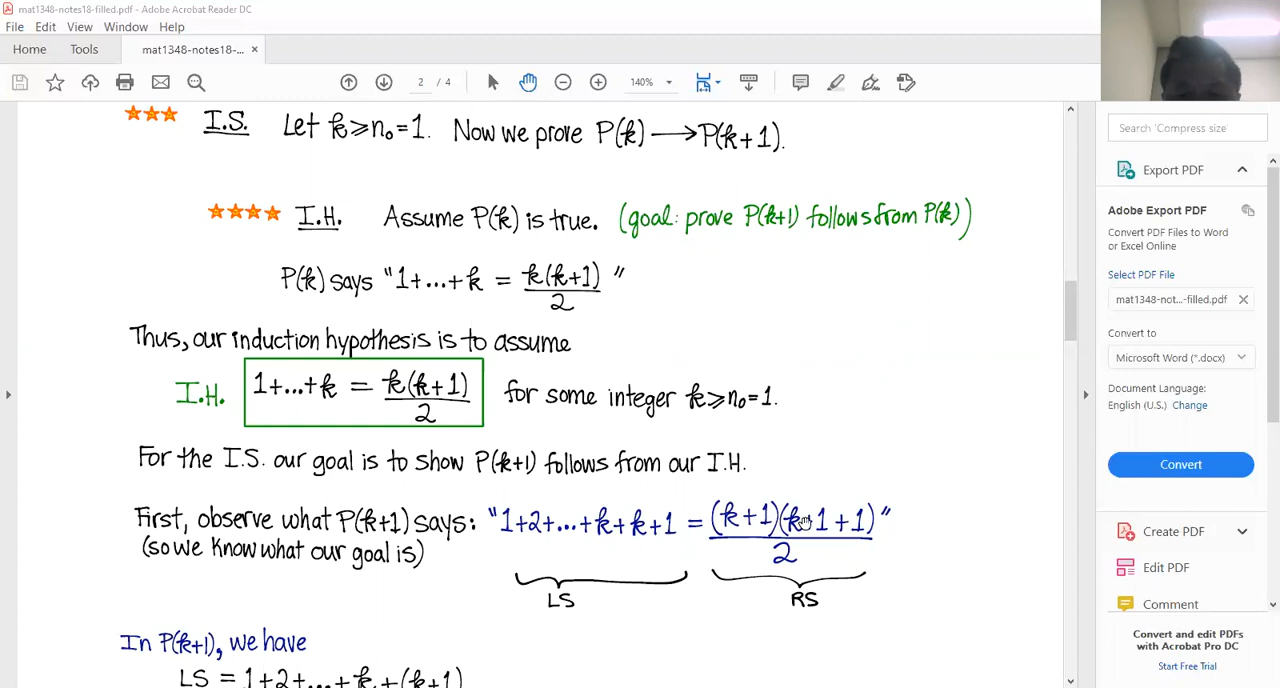 mat1348-notes18-filled.pdf - Adobe Acrobat Reader DC
File Edit View Window Help
Home Tools mat1348-notes18-... ×
2 / 4 140%
I.S. Let k ≥ n₀ = 1. Now we prove P(k) → P(k+1).
I.H. Assume P(k) is true. (goal: prove P(k+1) follows from P(k))
P(k) says "1+...+k = k(k+1)/2"
Thus, our induction hypothesis is to assume
I.H. 1+...+k = k(k+1)/2 for some integer k ≥ n₀ = 1.
For the I.S. our goal is to show P(k+1) follows from our I.H.
First, observe what P(k+1) says: "1+2+...+k+k+1 = (k+1)(k+1+1)/2"
(so we know what our goal is)
LS RS
In P(k+1), we have
LS = 1+2+...+k+(k+1)
Search 'Compress size'
Export PDF
Adobe Export PDF
Convert PDF Files to Word
or Excel Online
Select PDF File
mat1348-not...-filled.pdf ×
Convert to
Microsoft Word (*.docx)
Document Language:
English (U.S.) Change
Convert
Create PDF
Edit PDF
Comment
Convert and edit PDFs
with Acrobat Pro DC
Start Free Trial